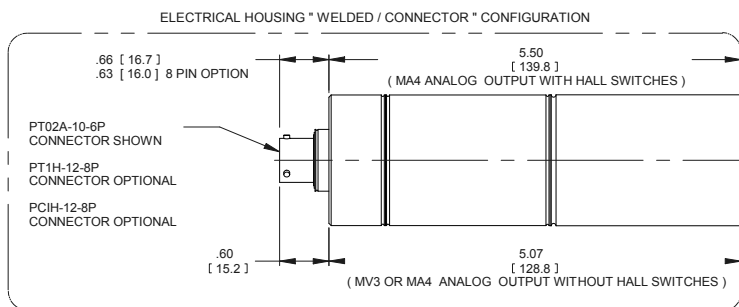 ELECTRICAL HOUSING " WELDED / CONNECTOR " CONFIGURATION
.66 [ 16.7 ]
.63 [ 16.0 ] 8 PIN OPTION
5.50
[ 139.8 ]
( MA4 ANALOG OUTPUT WITH HALL SWITCHES )
PT02A-10-6P
CONNECTOR SHOWN
PT1H-12-8P
CONNECTOR OPTIONAL
PCIH-12-8P
CONNECTOR OPTIONAL
.60
[ 15.2 ]
5.07
[ 128.8 ]
( MV3 OR MA4 ANALOG OUTPUT WITHOUT HALL SWITCHES )